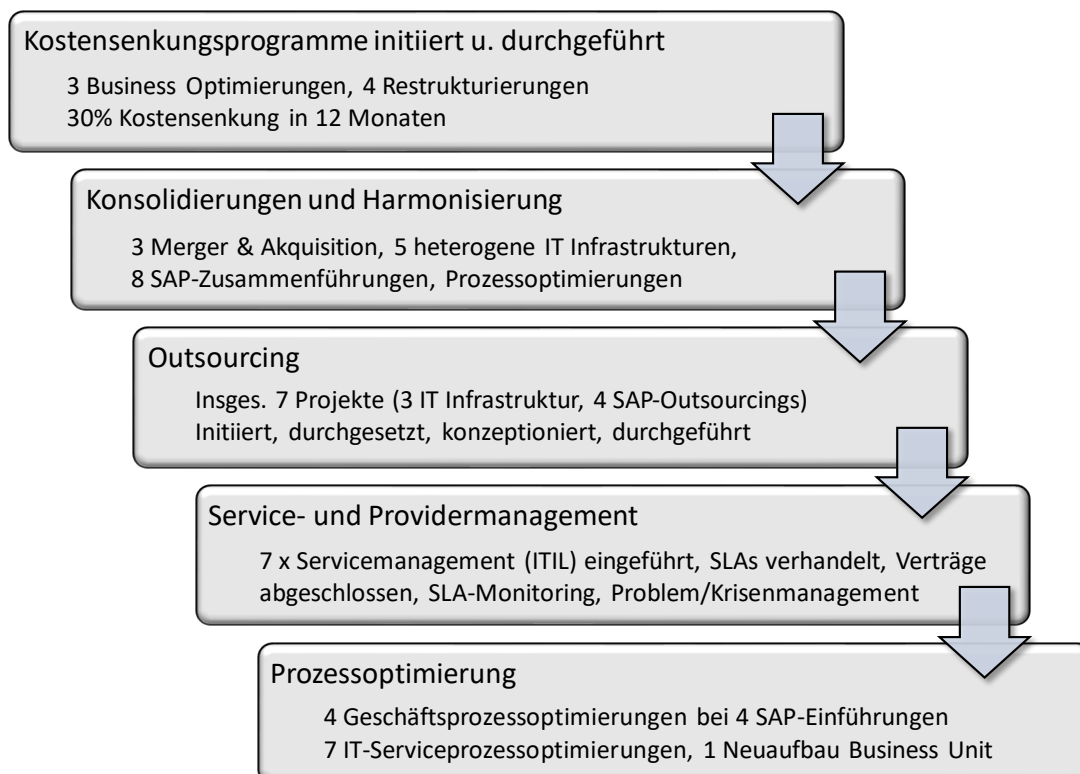 Kostensenkungsprogramme initiiert u. durchgeführt
3 Business Optimierungen, 4 Restrukturierungen
30% Kostensenkung in 12 Monaten
Konsolidierungen und Harmonisierung
3 Merger & Akquisition, 5 heterogene IT Infrastrukturen,
8 SAP-Zusammenführungen, Prozessoptimierungen
Outsourcing
Insges. 7 Projekte (3 IT Infrastruktur, 4 SAP-Outsourcings)
Initiiert, durchgesetzt, konzeptioniert, durchgeführt
Service- und Providermanagement
7 x Servicemanagement (ITIL) eingeführt, SLAs verhandelt, Verträge
abgeschlossen, SLA-Monitoring, Problem/Krisenmanagement
Prozessoptimierung
4 Geschäftsprozessoptimierungen bei 4 SAP-Einführungen
7 IT-Serviceprozessoptimierungen, 1 Neuaufbau Business Unit